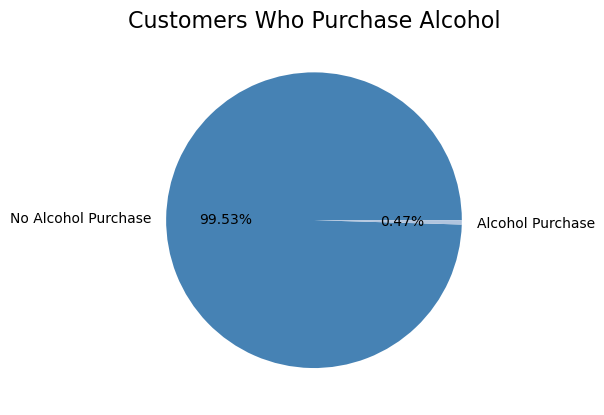 Customers Who Purchase Alcohol
No Alcohol Purchase
99.53%
0.47%
Alcohol Purchase